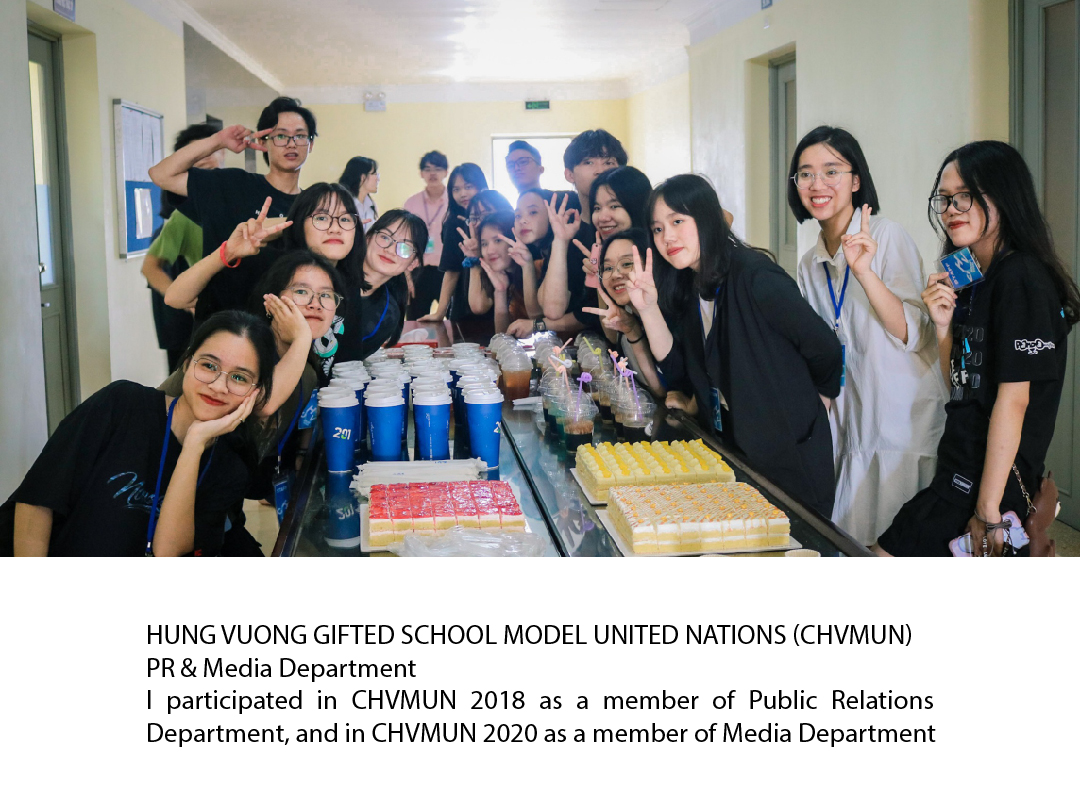 201
HUNG VUONG GIFTED SCHOOL MODEL UNITED NATIONS (CHVMUN)
PR & Media Department
I participated in CHVMUN 2018 as a member of Public Relations
Department, and in CHVMUN 2020 as a member of Media Department